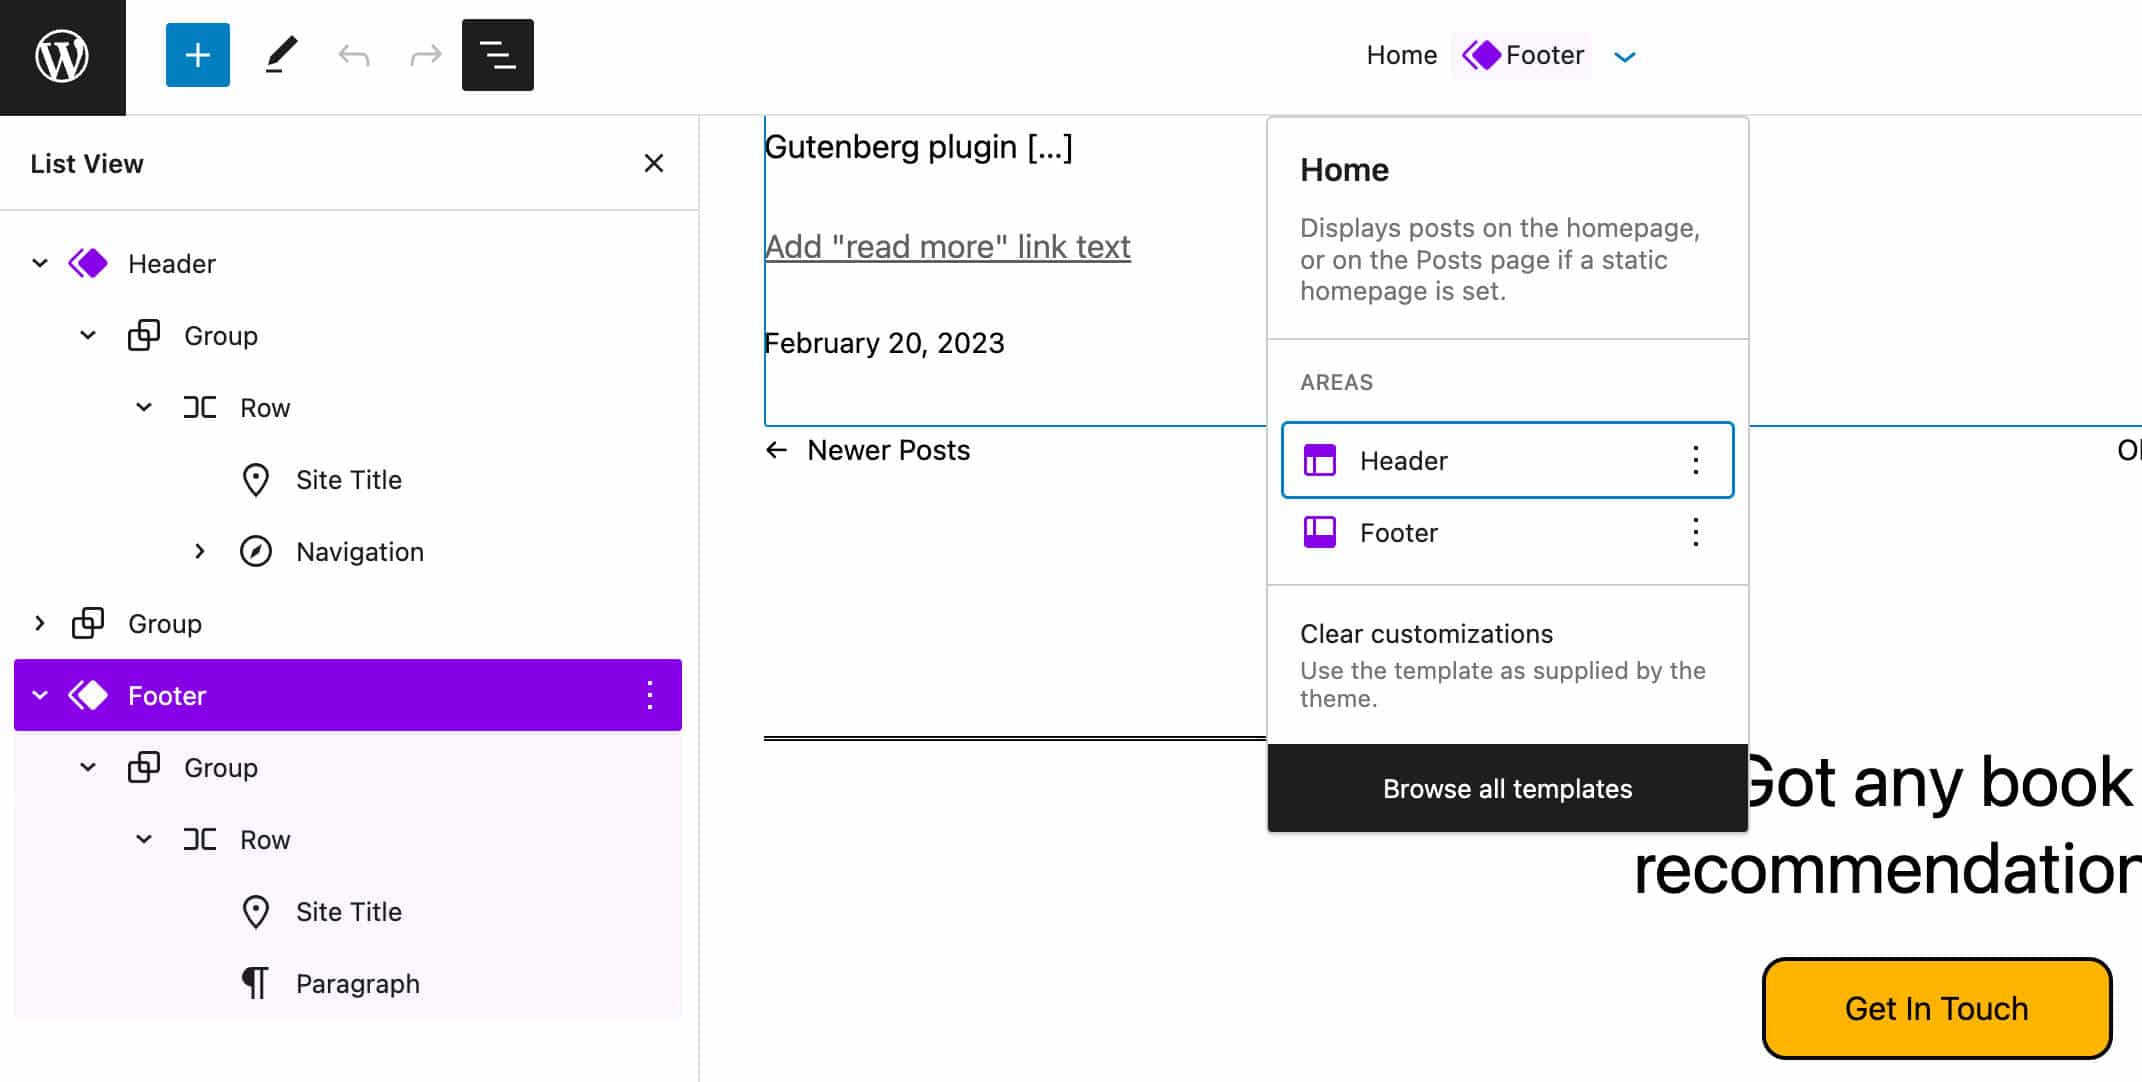 Home Footer
List View
Header
Group
Row
Site Title
Navigation
Group
Footer
Group
Row
Site Title
Paragraph
Gutenberg plugin [...]
Add "read more" link text
February 20, 2023
Newer Posts
Home
Displays posts on the homepage,
or on the Posts page if a static
homepage is set.
AREAS
Header
Footer
Clear customizations
Use the template as supplied by the
theme.
Browse all templates
Got any book
recommendation
Get In Touch